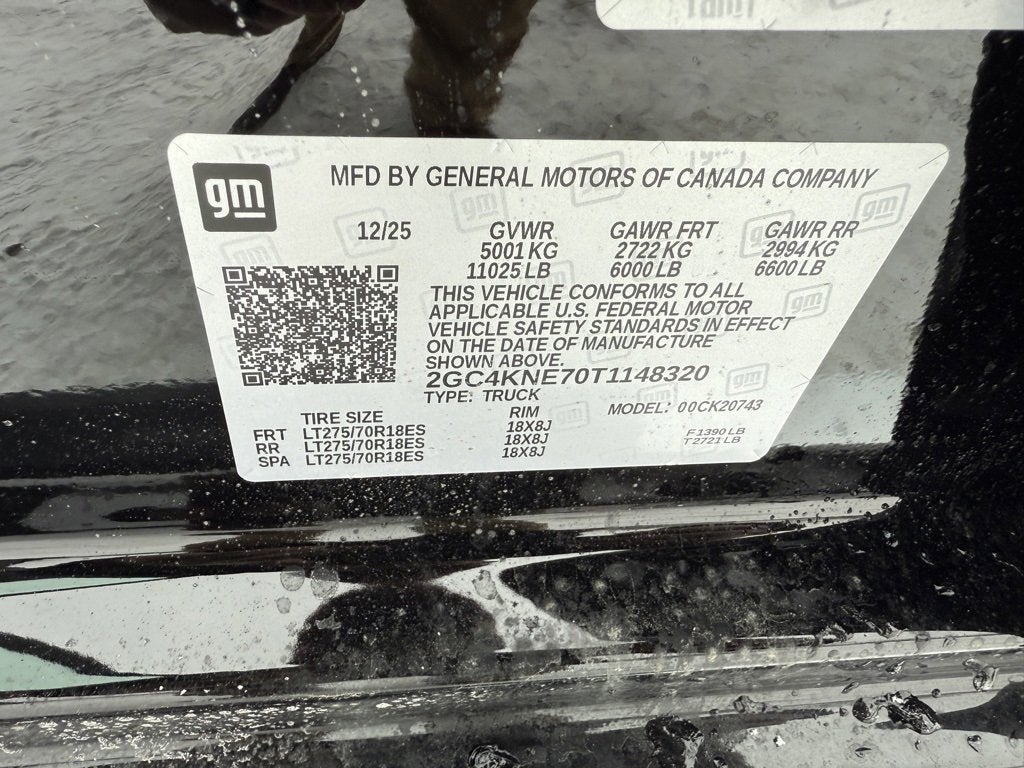 gm
MFD BY GENERAL MOTORS OF CANADA COMPANY
12/25 GVWR GAWR FRT GAWR RR
5001 KG 2722 KG 2994 KG
11025 LB 6000 LB 6600 LB
THIS VEHICLE CONFORMS TO ALL
APPLICABLE U.S. FEDERAL MOTOR
VEHICLE SAFETY STANDARDS IN EFFECT
ON THE DATE OF MANUFACTURE
SHOWN ABOVE.
2GC4KNE70T1148320
TYPE: TRUCK
TIRE SIZE RIM MODEL: 00CK20743
FRT LT275/70R18ES 18X8J
RR LT275/70R18ES 18X8J
SPA LT275/70R18ES 18X8J
F1390 LB
T2721 LB